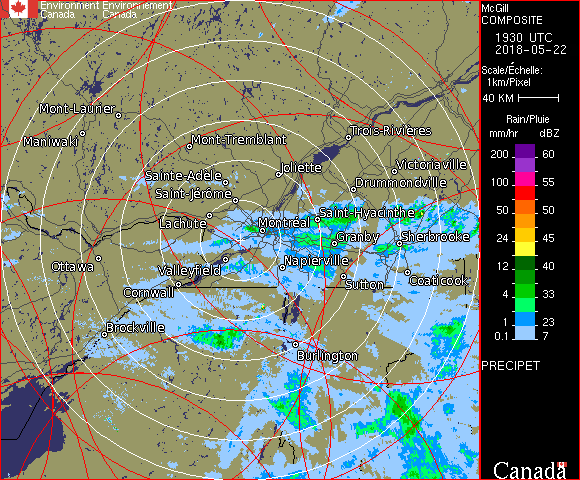 Environment Environnement
Canada Canada
McGill
COMPOSITE
1930 UTC
2018-05-22
Scale/Échelle:
1km/Pixel
40 KM
Rain/Pluie
mm/hr dBZ
200 60
100 55
50 50
24 45
12 40
4 33
1 23
0.1 7
PRECIPET
Canada
Mont-Laurier
Maniwaki
Mont-Tremblant
Trois-Rivières
Victoriaville
Joliette
Sainte-Adèle
Drummondville
Saint-Jérôme
Saint-Hyacinthe
Lachute
Montréal
Granby
Sherbrooke
Ottawa
Valleyfield
Napierville
Coaticook
Sutton
Cornwall
Brockville
Burlington